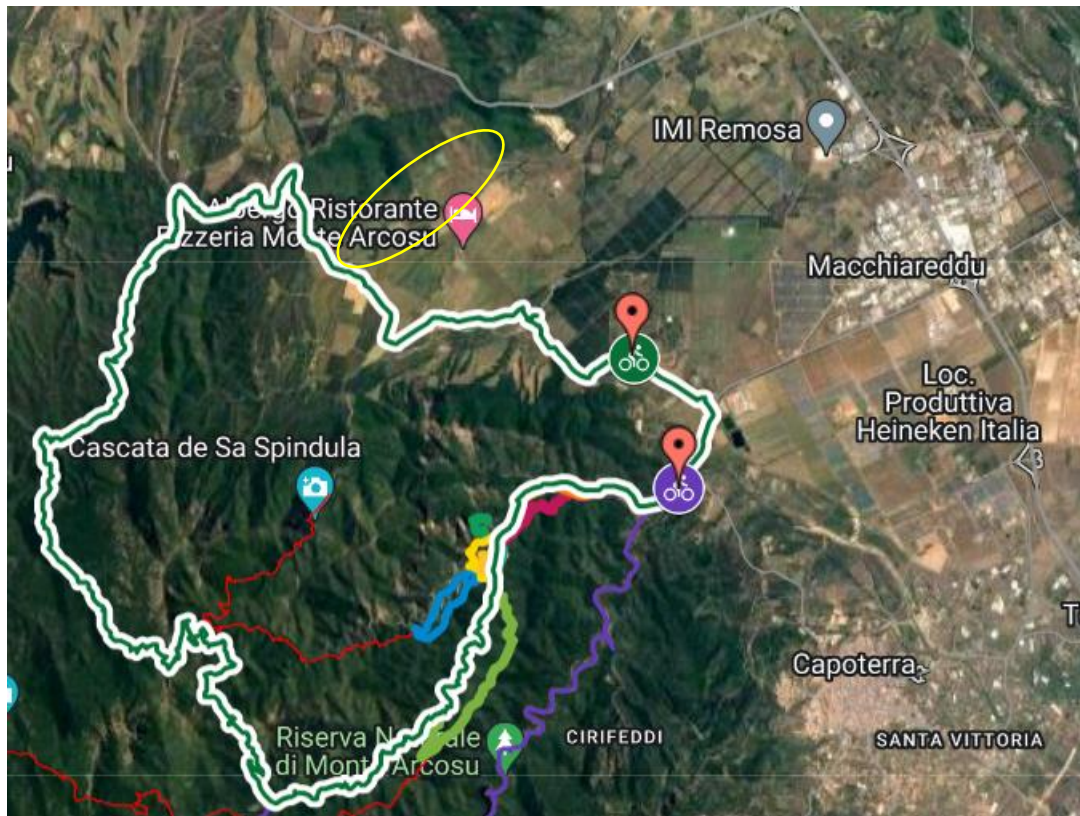 IMI Remosa
Albergo Ristorante
Pizzeria Monte Arcosu
Macchiareddu
Loc.
Produttiva
Heineken Italia
3
Cascata de Sa Spindula
Capoterra
Riserva Naturale
di Monte Arcosu
CIRIFEDDI
SANTA VITTORIA